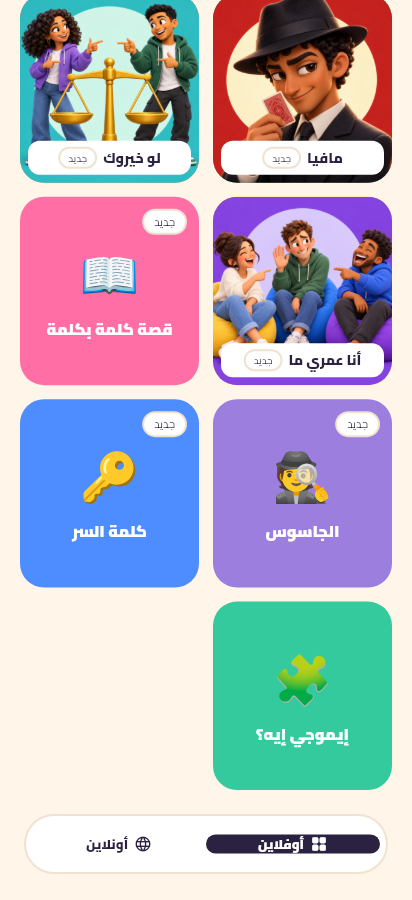 مافيا جديد
لو خيروك جديد
أنا عمري ما جديد
جديد
قصة كلمة بكلمة
جديد
الجاسوس
جديد
كلمة السر
إيموجي إيه؟
أوفلاين
أونلاين